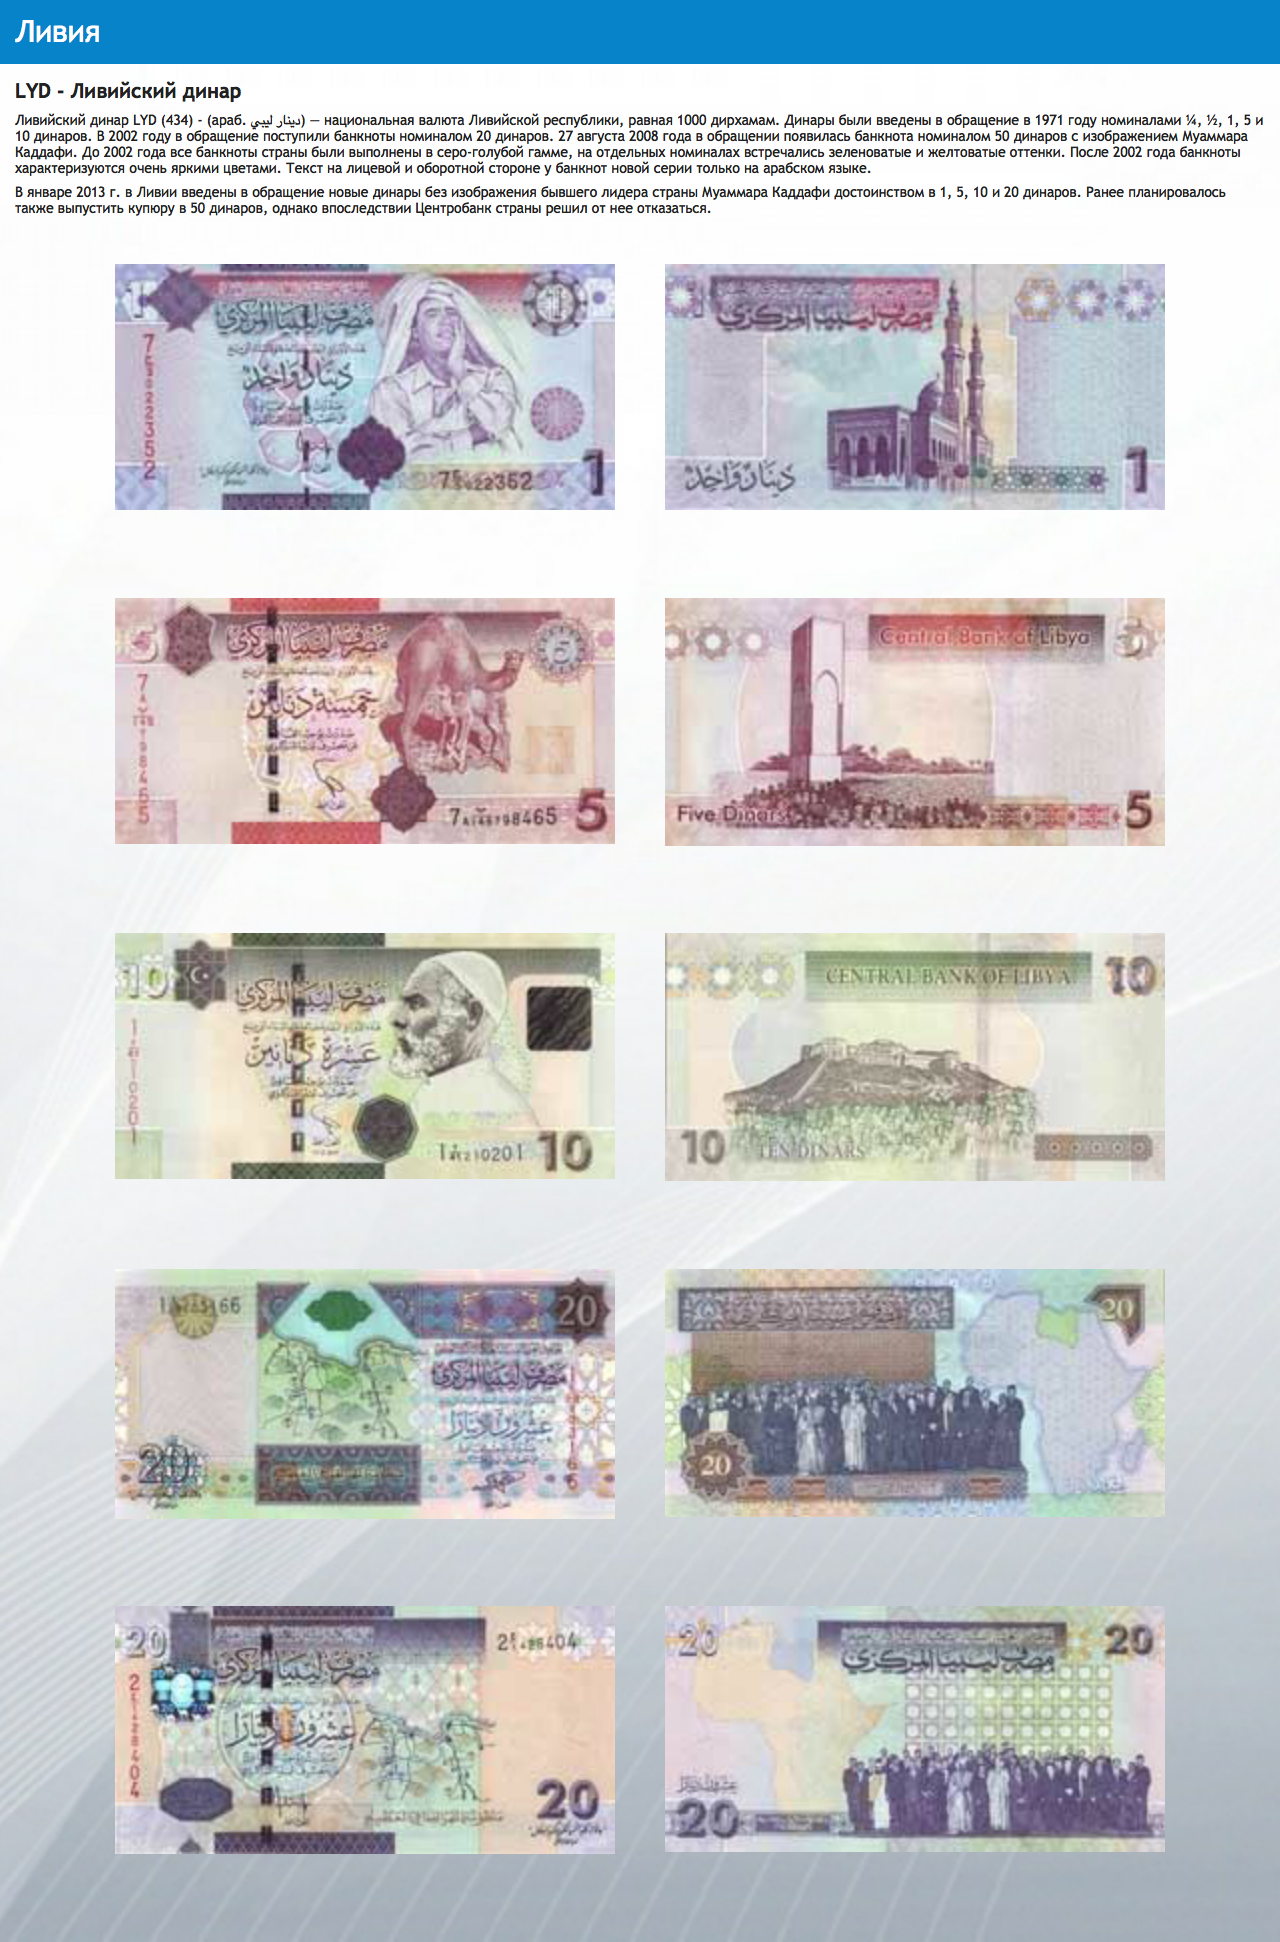 Ливия
LYD - Ливийский динар
Ливийский динар LYD (434) - (араб. دينار ليبي) — национальная валюта Ливийской республики, равная 1000 дирхамам. Динары были введены в обращение в 1971 году номиналами ¼, ½, 1, 5 и
10 динаров. В 2002 году в обращение поступили банкноты номиналом 20 динаров. 27 августа 2008 года в обращении появилась банкнота номиналом 50 динаров с изображением Муаммара
Каддафи. До 2002 года все банкноты страны были выполнены в серо-голубой гамме, на отдельных номиналах встречались зеленоватые и желтоватые оттенки. После 2002 года банкноты
характеризуются очень яркими цветами. Текст на лицевой и оборотной стороне у банкнот новой серии только на арабском языке.
В январе 2013 г. в Ливии введены в обращение новые динары без изображения бывшего лидера страны Муаммара Каддафи достоинством в 1, 5, 10 и 20 динаров. Ранее планировалось
также выпустить купюру в 50 динаров, однако впоследствии Центробанк страны решил от нее отказаться.
1
مصرف ليبيا المركزي
دينار واحد
1
مصرف ليبيا المركزي
دينار واحد
1
5
مصرف ليبيا المركزي
خمسة دنانير
5
Central Bank of Libya
5
Five Dinars
5
10
مصرف ليبيا المركزي
عشرة دنانير
10
CENTRAL BANK OF LIBYA
10
10
TEN DINARS
20
مصرف ليبيا المركزي
عشرون دينارا
20
20
20
20
مصرف ليبيا المركزي
عشرون دينارا
20
20
مصرف ليبيا المركزي
20
عشرون دينارا
20